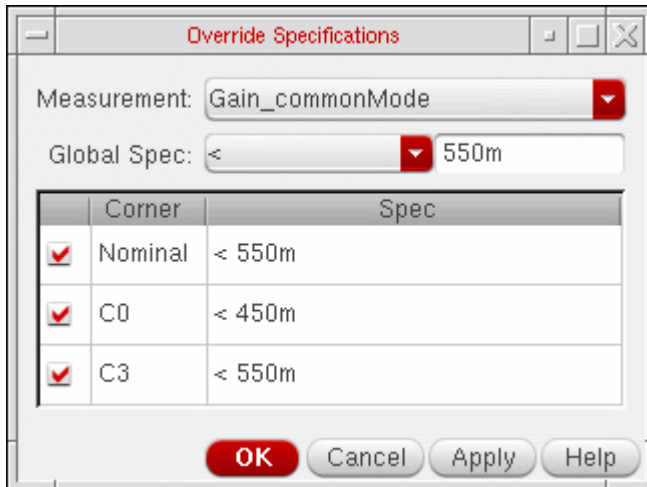 Override Specifications
Measurement: Gain_commonMode
Global Spec: < 550m
Corner Spec
Nominal < 550m
C0 < 450m
C3 < 550m
OK Cancel Apply Help